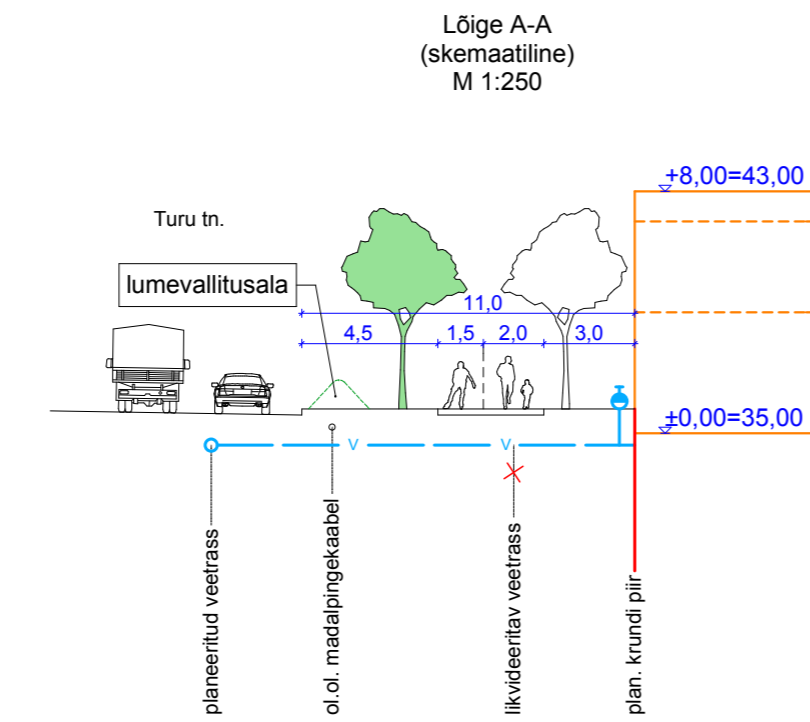 Lõige A-A
(skemaatiline)
M 1:250
+8,00=43,00
Turu tn.
lumevallitusala
11,0
4,5
1,5
2,0
3,0
±0,00=35,00
V
V
planeeritud veetrass
ol.ol. madalpingekaabel
likvideeritav veetrass
plan. krundi piir